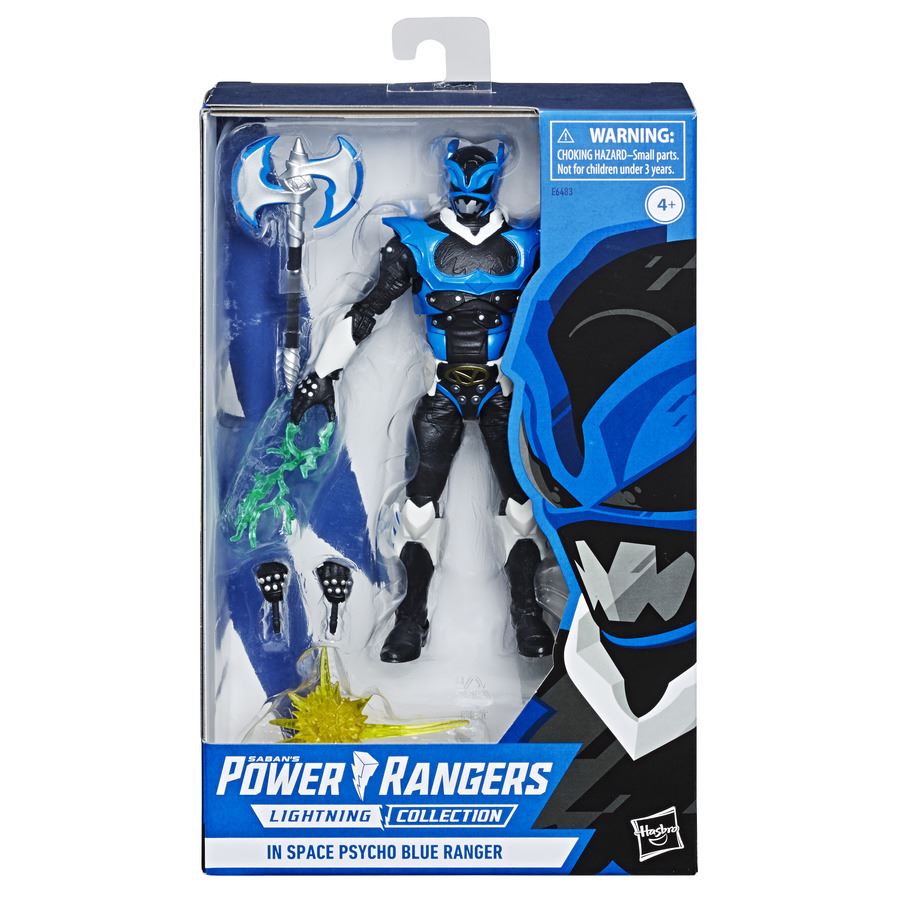 WARNING:
CHOKING HAZARD–Small parts.
Not for children under 3 years.
E6483
4+
SABAN'S
POWER RANGERS
LIGHTNING COLLECTION
IN SPACE PSYCHO BLUE RANGER
Hasbro